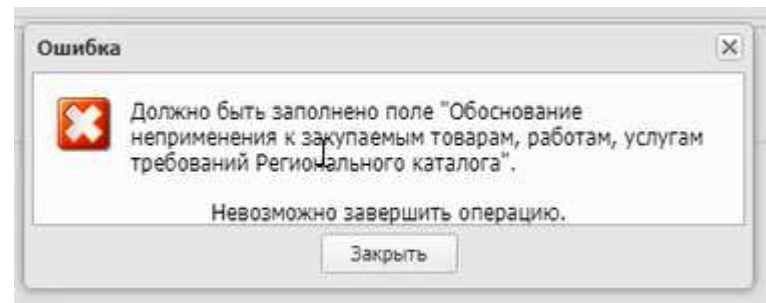 Ошибка
Должно быть заполнено поле "Обоснование
неприменения к закупаемым товарам, работам, услугам
требований Регионального каталога".
Невозможно завершить операцию.
Закрыть